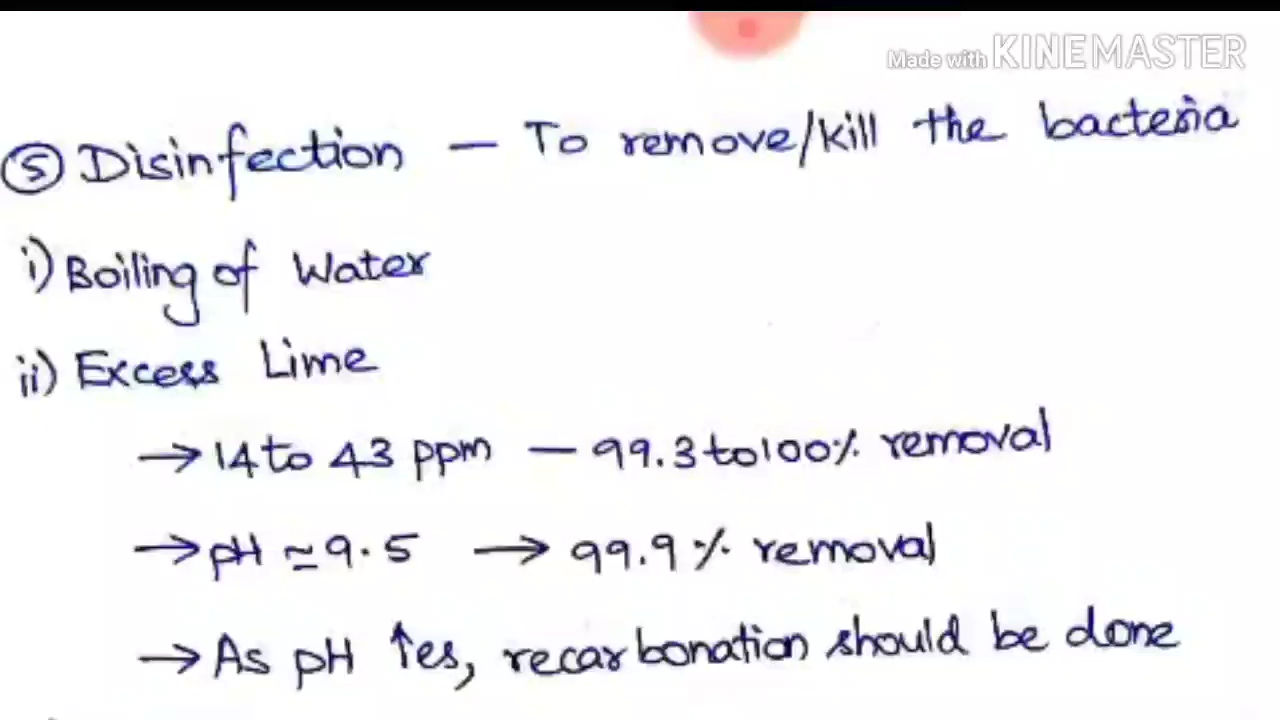 Made with KINEMASTER
⑤ Disinfection — To remove/kill the bacteria
i) Boiling of Water
ii) Excess Lime
→ 14 to 43 ppm — 99.3 to 100% removal
→ pH ≃ 9.5 → 99.9% removal
→ As pH ↑es, recarbonation should be done